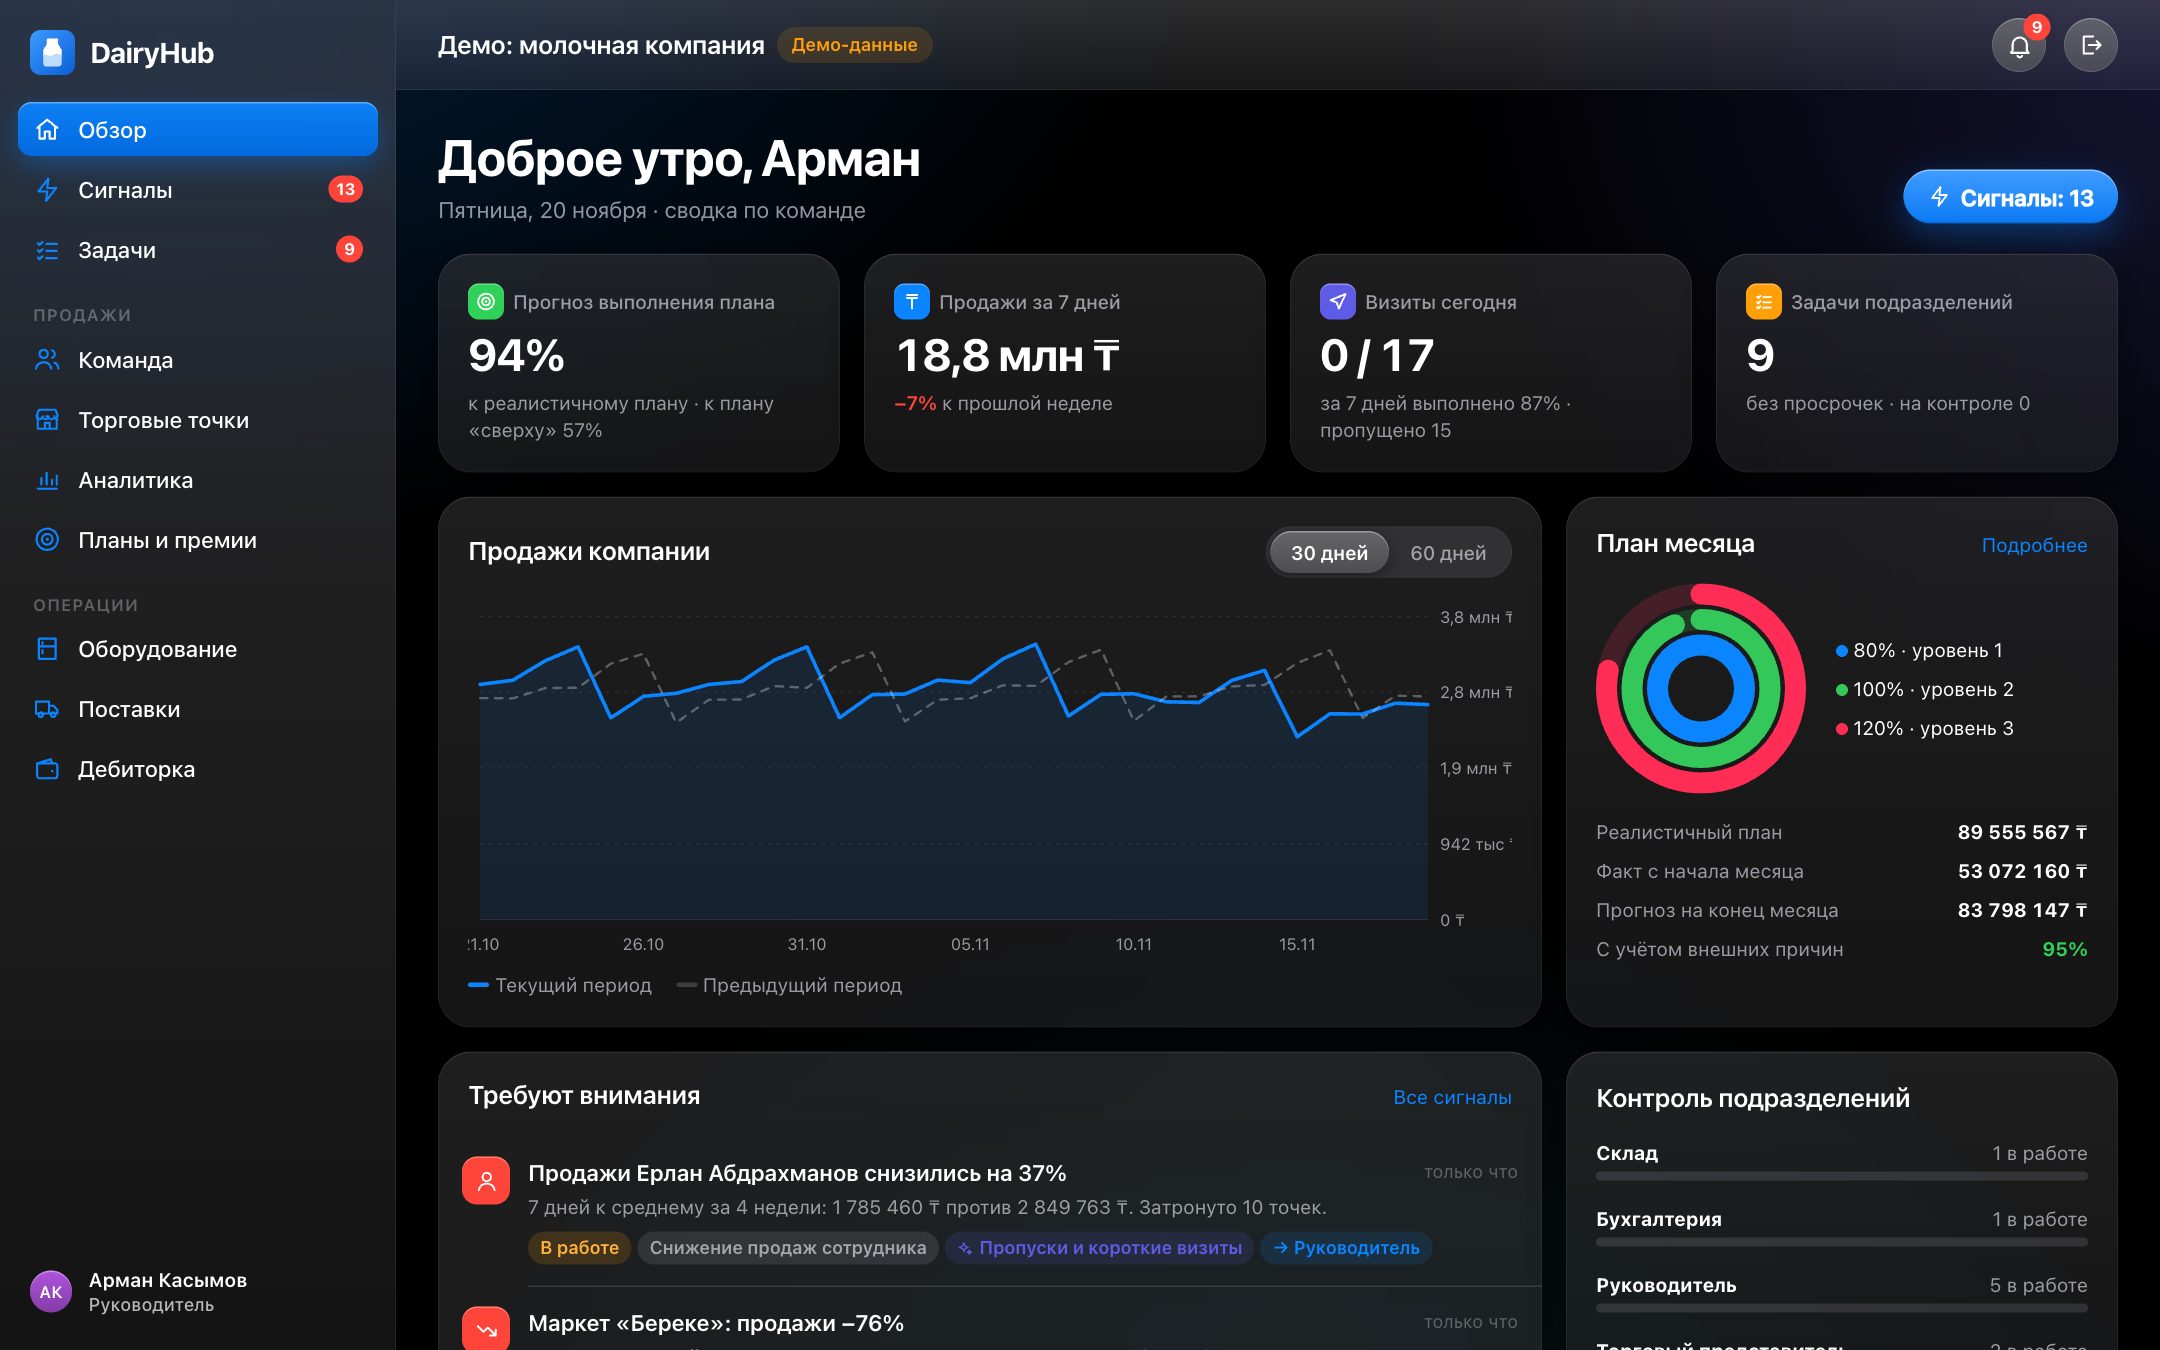 DairyHub
Обзор
Сигналы 13
Задачи 9
ПРОДАЖИ
Команда
Торговые точки
Аналитика
Планы и премии
ОПЕРАЦИИ
Оборудование
Поставки
Дебиторка
АК
Арман Касымов
Руководитель
Демо: молочная компания Демо-данные
9
Доброе утро, Арман
Пятница, 20 ноября · сводка по команде
Сигналы: 13
Прогноз выполнения плана
94%
к реалистичному плану · к плану
«сверху» 57%
Продажи за 7 дней
18,8 млн ₸
−7% к прошлой неделе
Визиты сегодня
0 / 17
за 7 дней выполнено 87% ·
пропущено 15
Задачи подразделений
9
без просрочек · на контроле 0
Продажи компании
30 дней 60 дней
3,8 млн ₸
2,8 млн ₸
1,9 млн ₸
942 тыс
0 ₸
1.10 26.10 31.10 05.11 10.11 15.11
Текущий период Предыдущий период
План месяца Подробнее
80% · уровень 1
100% · уровень 2
120% · уровень 3
Реалистичный план 89 555 567 ₸
Факт с начала месяца 53 072 160 ₸
Прогноз на конец месяца 83 798 147 ₸
С учётом внешних причин 95%
Требуют внимания Все сигналы
Продажи Ерлан Абдрахманов снизились на 37% только что
7 дней к среднему за 4 недели: 1 785 460 ₸ против 2 849 763 ₸. Затронуто 10 точек.
В работе Снижение продаж сотрудника Пропуски и короткие визиты → Руководитель
Маркет «Береке»: продажи −76% только что
Контроль подразделений
Склад 1 в работе
Бухгалтерия 1 в работе
Руководитель 5 в работе